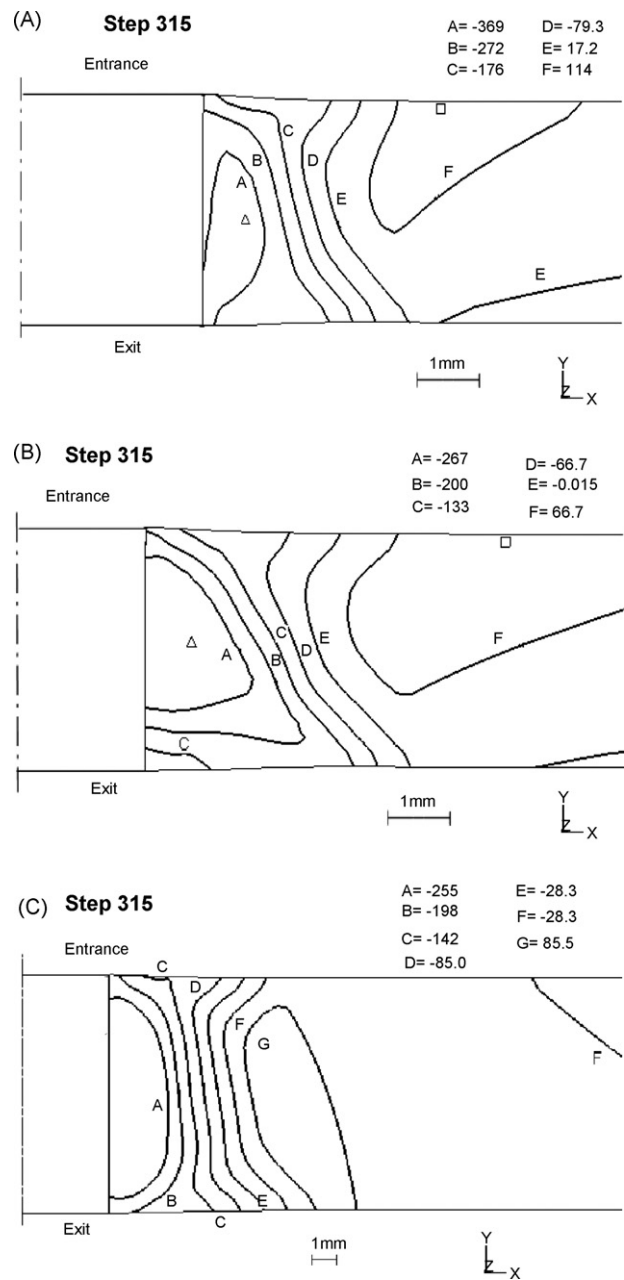 (A) Step 315
A= -369 D= -79.3
B= -272 E= 17.2
C= -176 F= 114
Entrance
C
B
D
A
F
E
E
Exit
1mm
Y
Z
X
(B) Step 315
A= -267 D= -66.7
B= -200 E= -0.015
C= -133 F= 66.7
Entrance
C
E
D
A
B
F
C
Exit
1mm
Y
Z
X
(C) Step 315
A= -255 E= -28.3
B= -198 F= -28.3
C= -142 G= 85.5
D= -85.0
Entrance
C
D
F
G
F
A
B
E
C
Exit
1mm
Y
Z
X